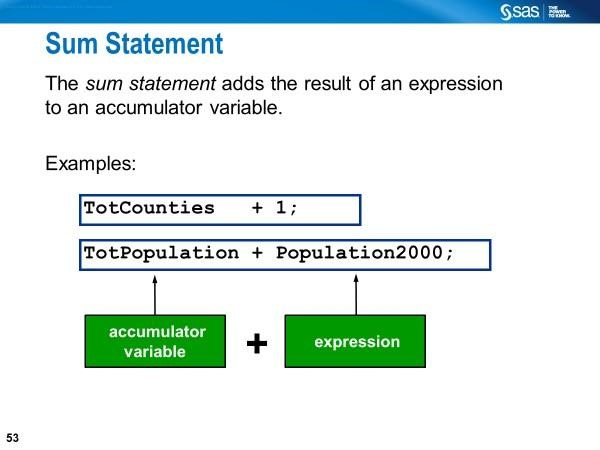 sas THE
POWER
TO KNOW.
Sum Statement
The sum statement adds the result of an expression
to an accumulator variable.
Examples:
TotCounties + 1;
TotPopulation + Population2000;
accumulator
variable
+
expression
53